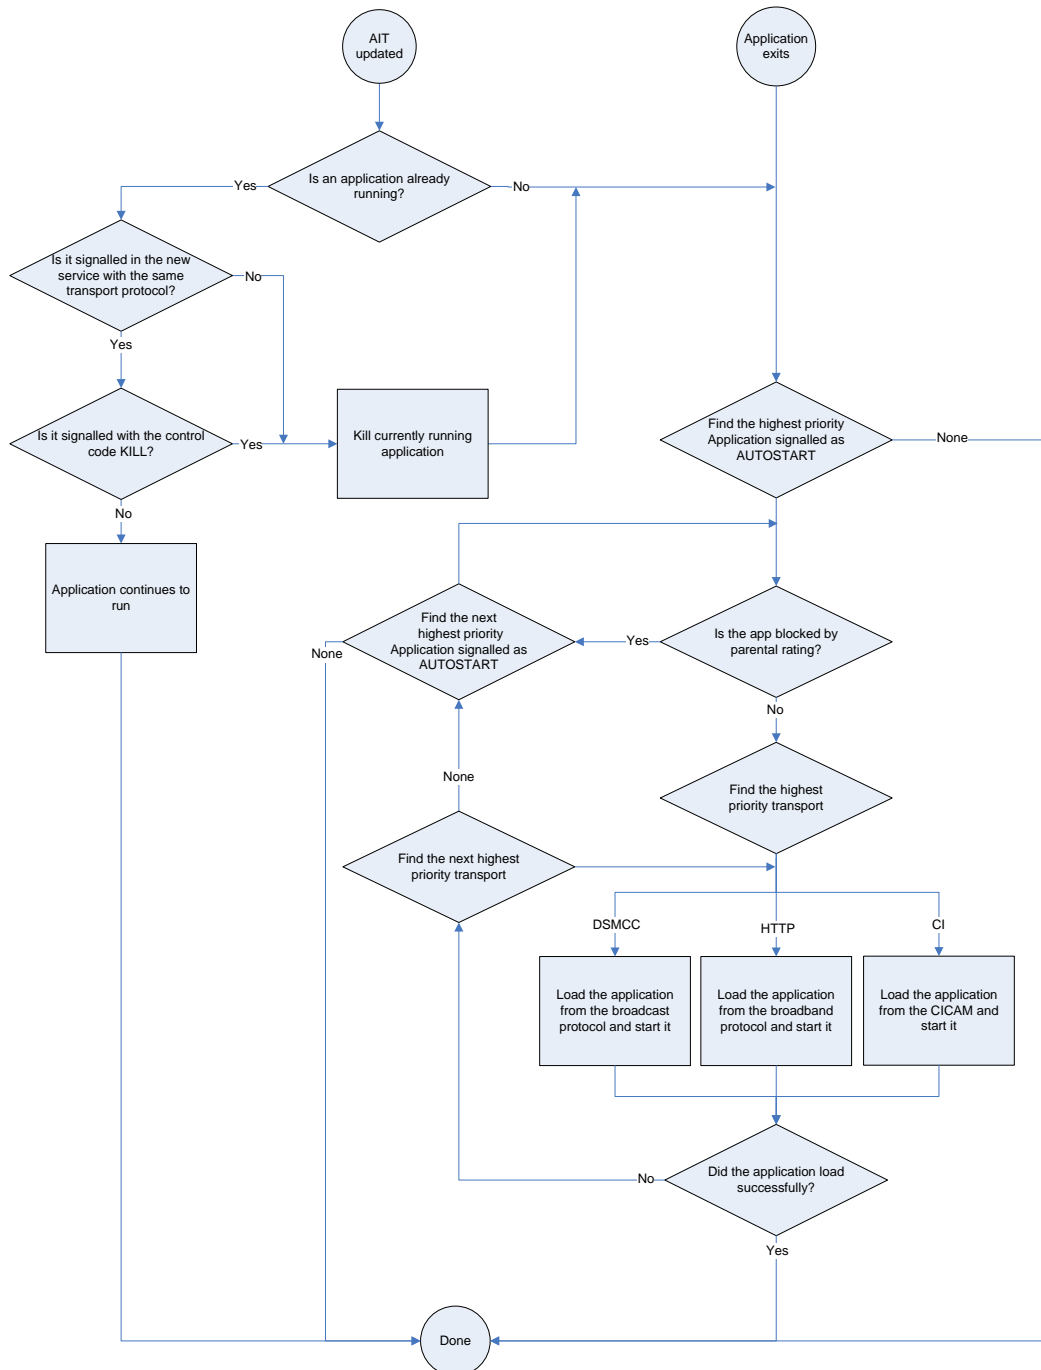 AIT
updated
Application
exits
Is an application already
running?
Yes
No
Is it signalled in the new
service with the same
transport protocol?
No
Yes
Is it signalled with the control
code KILL?
Yes
Kill currently running
application
Find the highest priority
Application signalled as
AUTOSTART
None
No
Application continues to
run
Find the next
highest priority
Application signalled as
AUTOSTART
None
Yes
Is the app blocked by
parental rating?
No
None
Find the highest
priority transport
Find the next highest
priority transport
DSMCC
HTTP
CI
Load the application
from the broadcast
protocol and start it
Load the application
from the broadband
protocol and start it
Load the application
from the CICAM and
start it
No
Did the application load
successfully?
Yes
Done